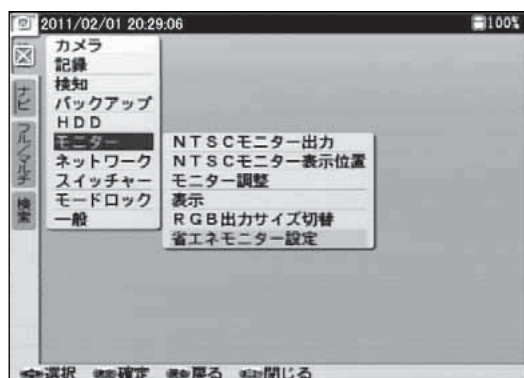 2011/02/01 20:29:06
100%
カメラ
記録
検知
バックアップ
HDD
モニター
ネットワーク
スイッチャー
モードロック
一般
NTSCモニター出力
NTSCモニター表示位置
モニター調整
表示
RGB出力サイズ切替
省エネモニター設定
ナビ
フル/マルチ
検索
選択 確定 戻る 閉じる